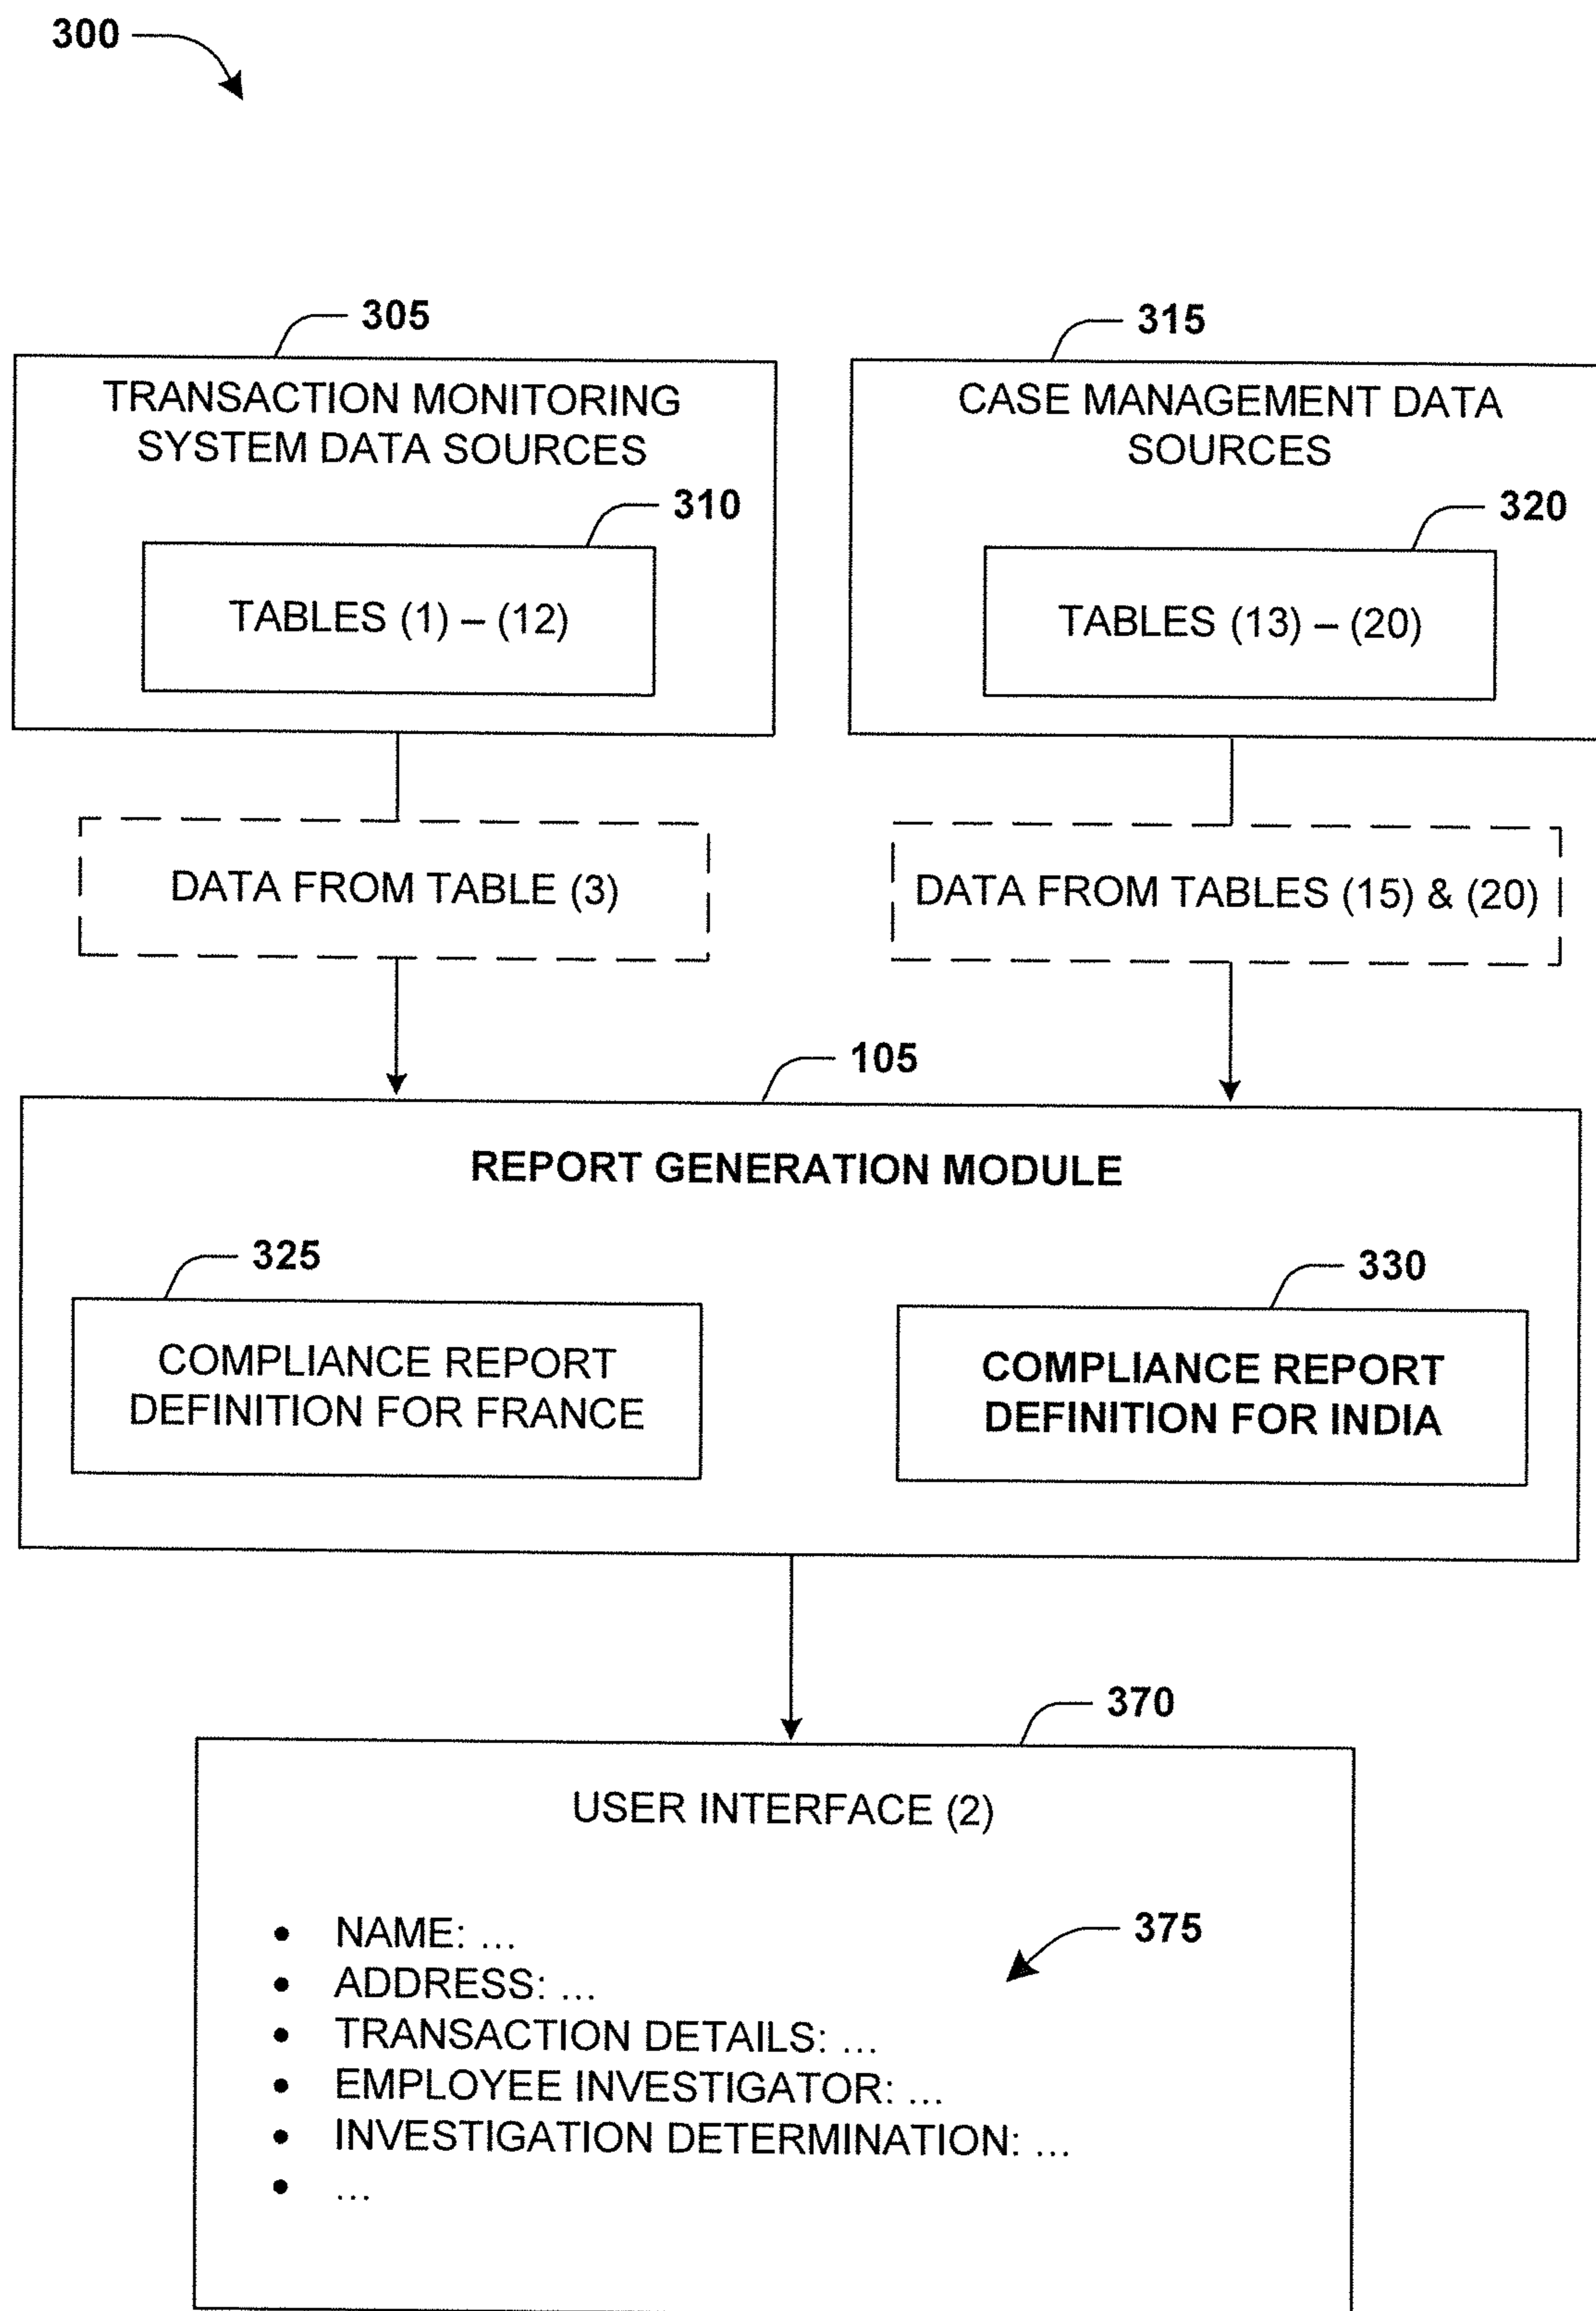 300
305
315
TRANSACTION MONITORING
SYSTEM DATA SOURCES
CASE MANAGEMENT DATA
SOURCES
310
320
TABLES (1) – (12)
TABLES (13) – (20)
DATA FROM TABLE (3)
DATA FROM TABLES (15) & (20)
105
REPORT GENERATION MODULE
325
330
COMPLIANCE REPORT
DEFINITION FOR FRANCE
COMPLIANCE REPORT
DEFINITION FOR INDIA
370
USER INTERFACE (2)
375
• NAME: ...
• ADDRESS: ...
• TRANSACTION DETAILS: ...
• EMPLOYEE INVESTIGATOR: ...
• INVESTIGATION DETERMINATION: ...
• ...